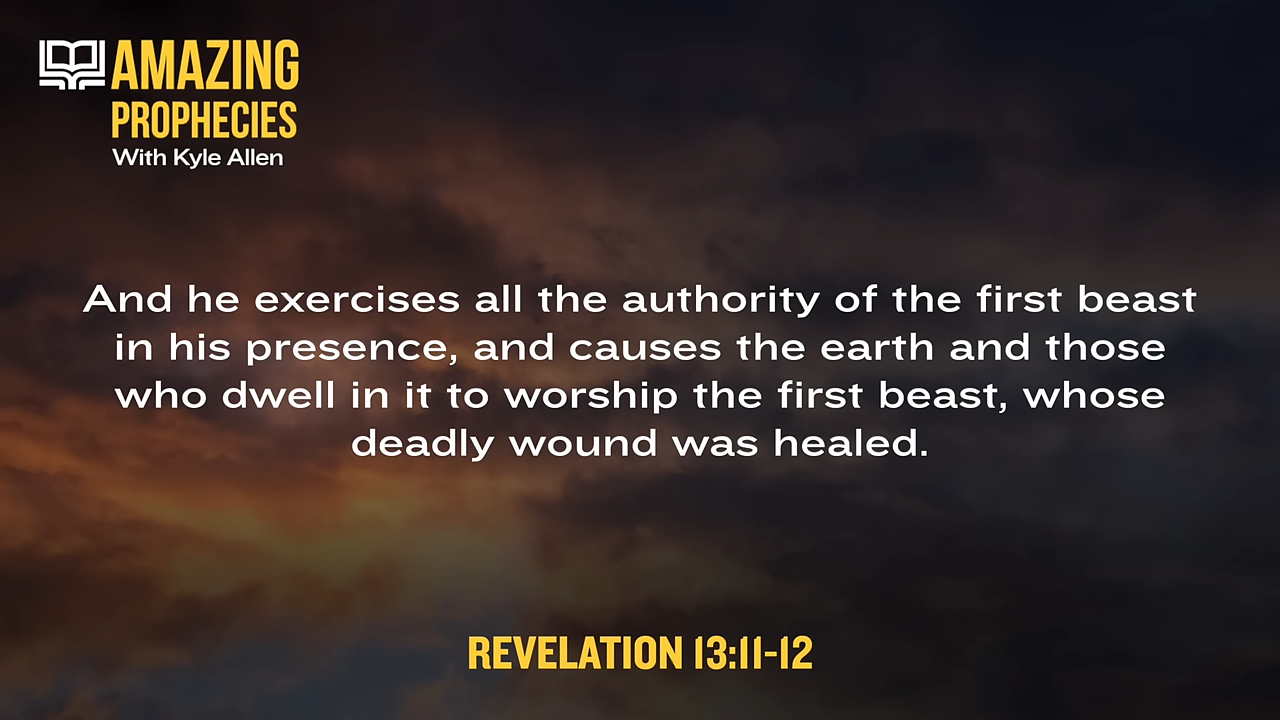 AMAZING
PROPHECIES
With Kyle Allen
And he exercises all the authority of the first beast
in his presence, and causes the earth and those
who dwell in it to worship the first beast, whose
deadly wound was healed.
REVELATION 13:11-12